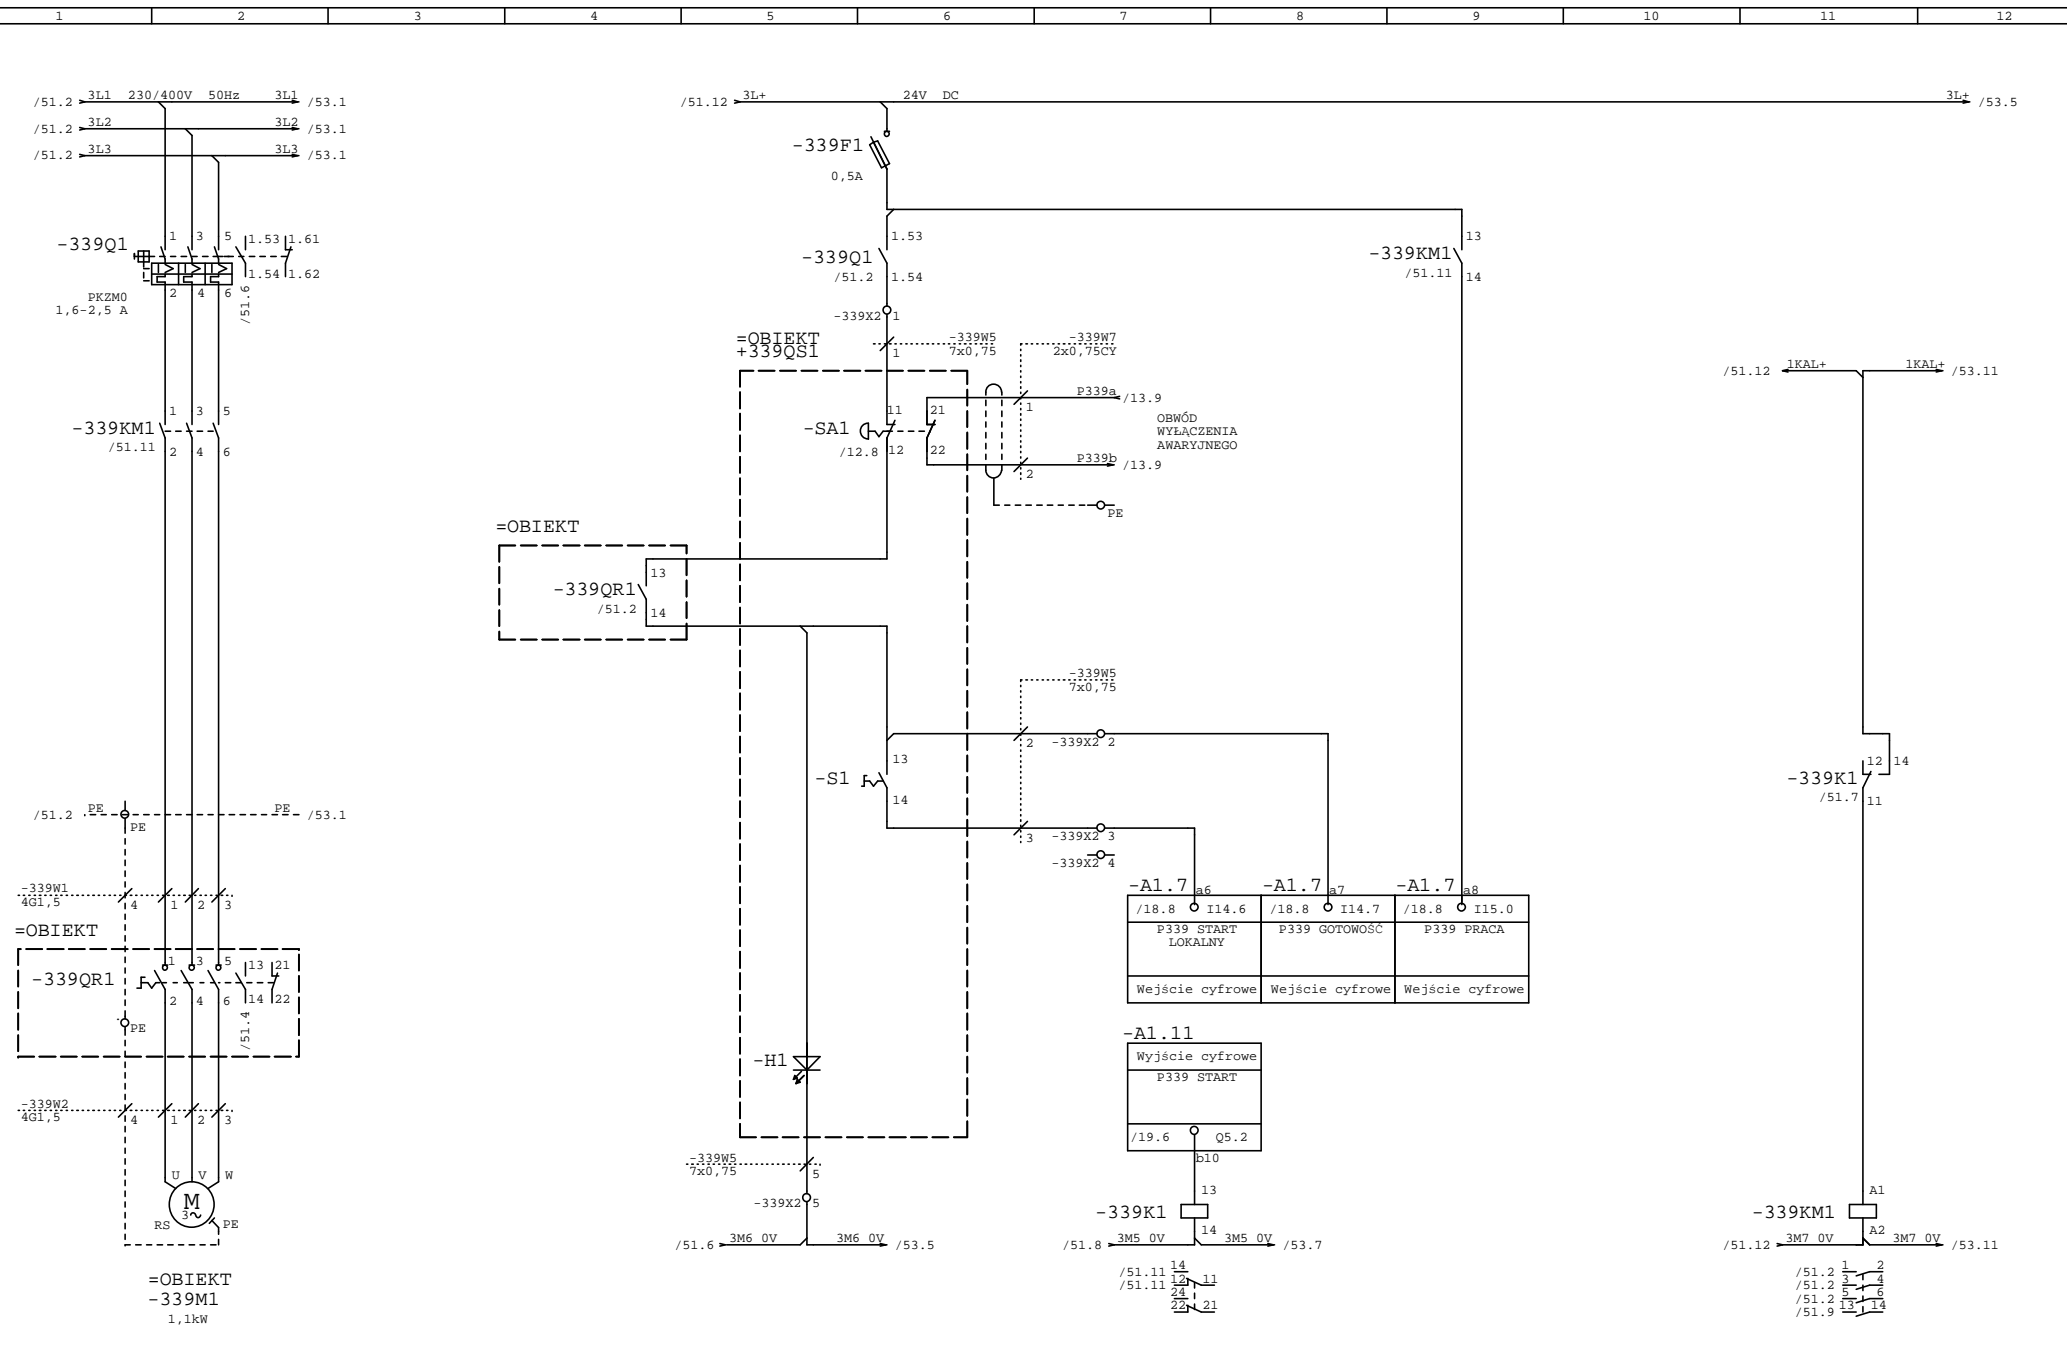 1 2 3 4 5 6 7 8 9 10 11 12
/51.2 3L1 230/400V 50Hz 3L1 /53.1
/51.2 3L2 3L2 /53.1
/51.2 3L3 3L3 /53.1
/51.12 3L+ 24V DC 3L+ /53.5
-339F1
0,5A
-339Q1
1 3 5 1.53 1.61
2 4 6 1.54 1.62
/51.6
PKZM0
1,6-2,5 A
-339KM1
/51.11
1 3 5
2 4 6
/51.2 PE PE /53.1
PE
-339W1
4G1,5
4 1 2 3
=OBIEKT
-339QR1
1 3 5 13 21
2 4 6 14 22
/51.4
PE
-339W2
4G1,5
4 1 2 3
U V W
M
3
RS PE
=OBIEKT
-339M1
1,1kW
=OBIEKT
-339QR1
/51.2
13
14
1.53
-339Q1
/51.2 1.54
-339X2 1
=OBIEKT
+339QS1
-339W5
7x0,75
1
-339W7
2x0,75CY
11 21
-SA1
/12.8 12 22
P339a /13.9
1
OBWÓD
WYŁĄCZENIA
AWARYJNEGO
P339b /13.9
2
PE
-339W5
7x0,75
2 -339X2 2
13
-S1
14
3 -339X2 3
-339X2 4
-H1
-339W5
7x0,75
5
-339X2 5
/51.6 3M6 0V 3M6 0V /53.5
13
-339KM1
/51.11 14
-A1.7 a6 -A1.7 a7 -A1.7 a8
/18.8 I14.6 /18.8 I14.7 /18.8 I15.0
P339 START
LOKALNY
P339 GOTOWOŚĆ
P339 PRACA
Wejście cyfrowe Wejście cyfrowe Wejście cyfrowe
-A1.11
Wyjście cyfrowe
P339 START
/19.6 Q5.2
b10
13
-339K1
14
/51.8 3M5 0V 3M5 0V /53.7
14
/51.11
12 11
/51.11
24
22 21
/51.12 1KAL+ 1KAL+ /53.11
12 14
-339K1
/51.7 11
A1
-339KM1
A2
/51.12 3M7 0V 3M7 0V /53.11
/51.2 1 2
/51.2 3 4
/51.2 5 6
/51.9 13 14